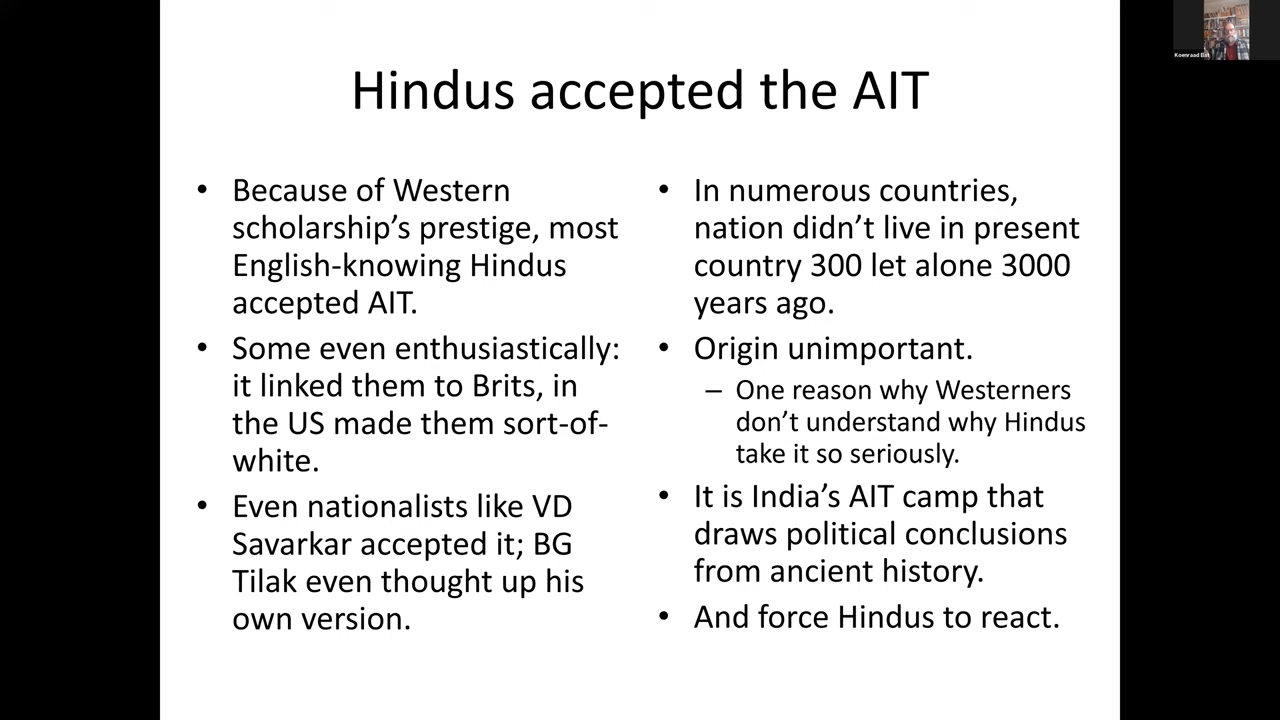 Hindus accepted the AIT
• Because of Western
scholarship’s prestige, most
English-knowing Hindus
accepted AIT.
• Some even enthusiastically:
it linked them to Brits, in
the US made them sort-of-
white.
• Even nationalists like VD
Savarkar accepted it; BG
Tilak even thought up his
own version.
• In numerous countries,
nation didn’t live in present
country 300 let alone 3000
years ago.
• Origin unimportant.
– One reason why Westerners
don’t understand why Hindus
take it so seriously.
• It is India’s AIT camp that
draws political conclusions
from ancient history.
• And force Hindus to react.
Koenraad Elst